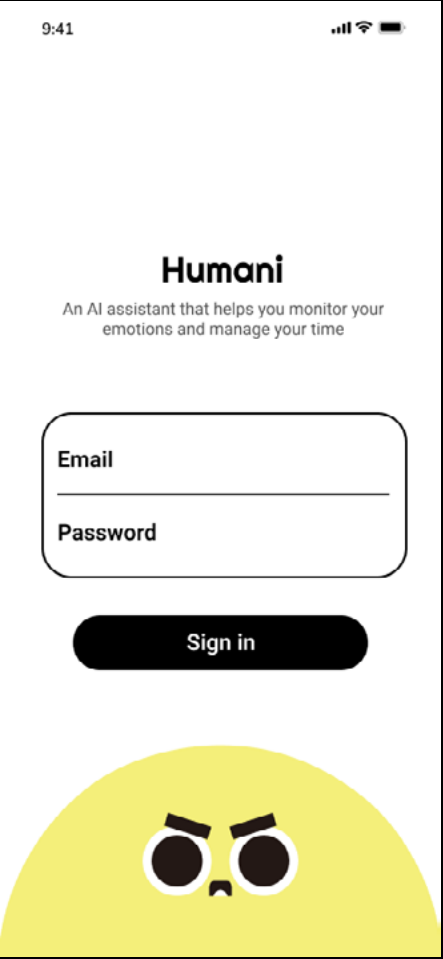 9:41
Humani
An AI assistant that helps you monitor your
emotions and manage your time
Email
Password
Sign in